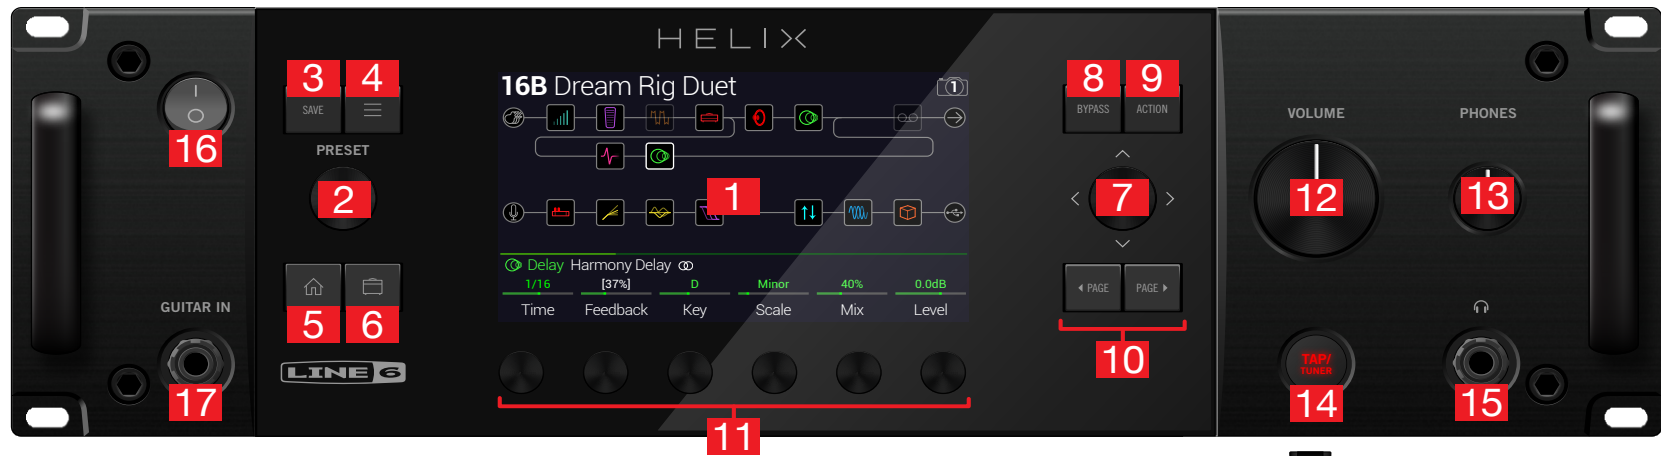 HELIX
3
4
8
9
SAVE
BYPASS
ACTION
16B Dream Rig Duet
1
VOLUME
PHONES
16
PRESET
2
1
7
12
13
Delay Harmony Delay
1/16
[37%]
D
Minor
40%
0.0dB
Time
Feedback
Key
Scale
Mix
Level
PAGE
PAGE
GUITAR IN
5
6
10
LINE 6
TAP/
TUNER
17
14
15
11